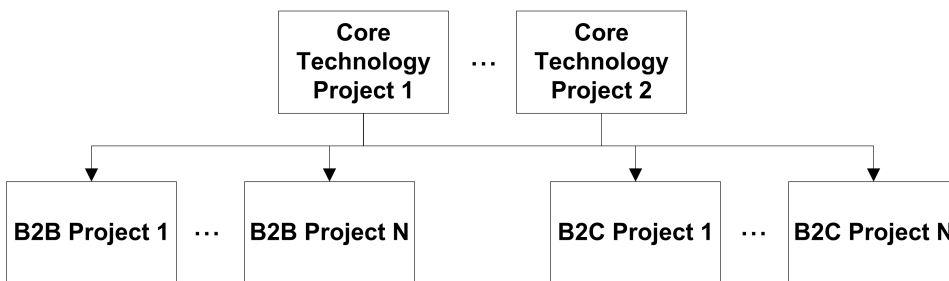 Core
Technology
Project 1
...
Core
Technology
Project 2
B2B Project 1
...
B2B Project N
B2C Project 1
...
B2C Project N